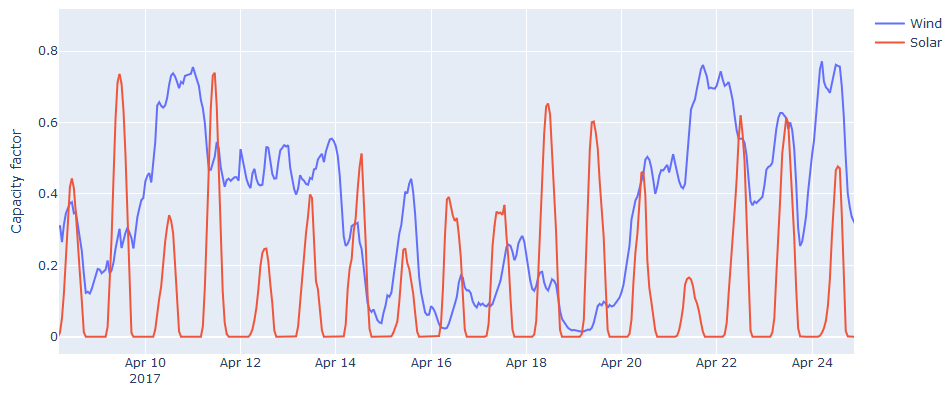 Wind
Solar
Capacity factor
0.8
0.6
0.4
0.2
0
Apr 10
2017
Apr 12
Apr 14
Apr 16
Apr 18
Apr 20
Apr 22
Apr 24